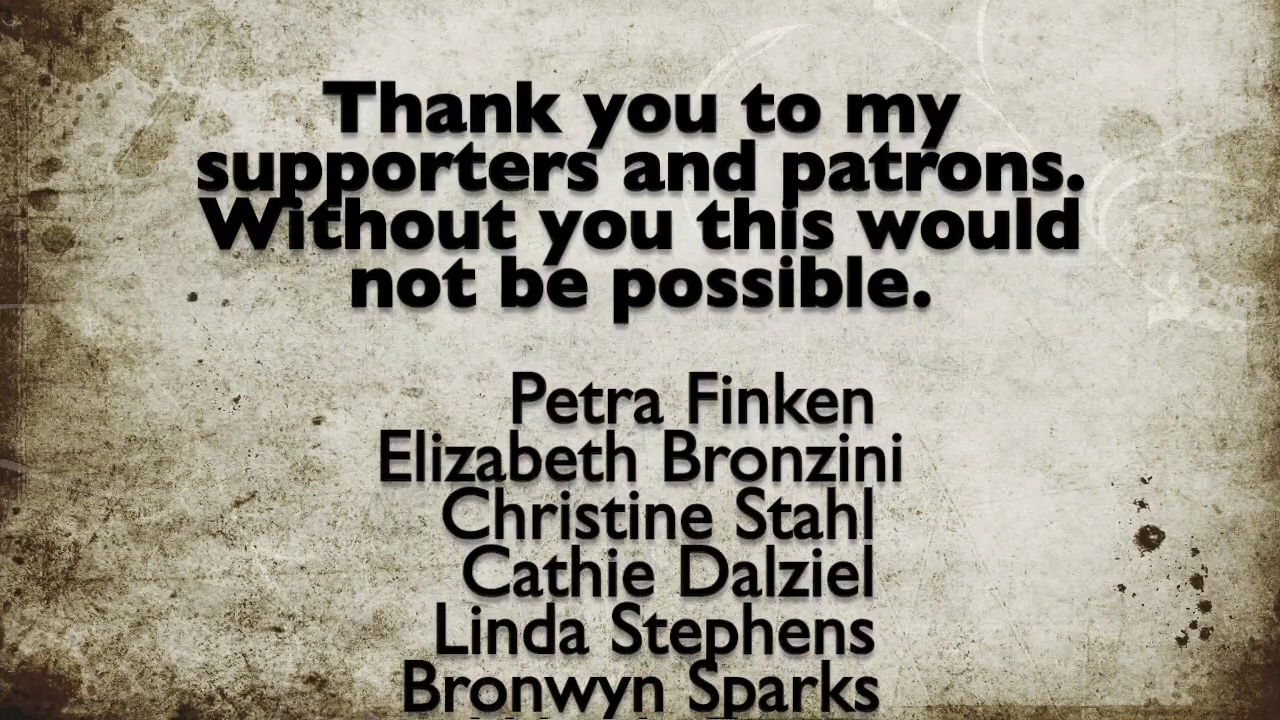 Thank you to my
supporters and patrons.
Without you this would
not be possible.
Petra Finken
Elizabeth Bronzini
Christine Stahl
Cathie Dalziel
Linda Stephens
Bronwyn Sparks